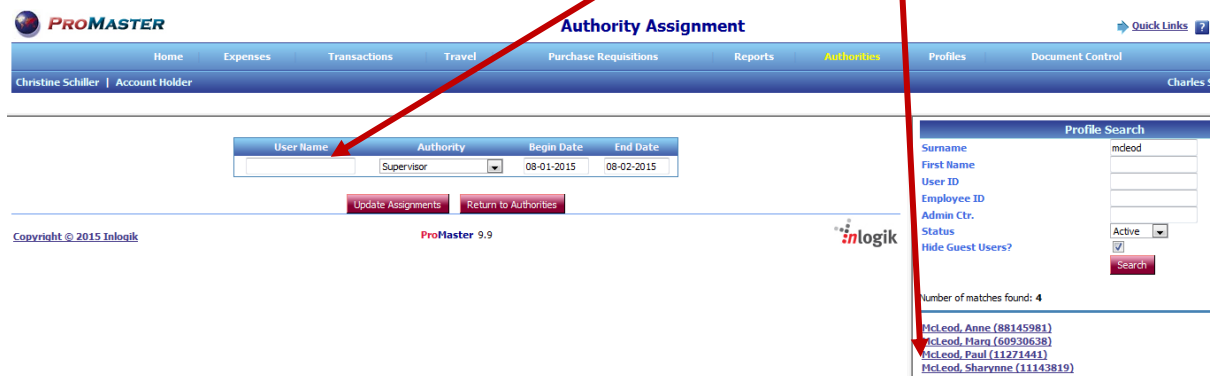 PROMASTER
Authority Assignment
Quick Links ?
Home Expenses Transactions Travel Purchase Requisitions Reports Authorities Profiles Document Control
Christine Schiller | Account Holder
Charles S
User Name Authority Begin Date End Date
Supervisor 08-01-2015 08-02-2015
Update Assignments Return to Authorities
Copyright © 2015 Inlogik
ProMaster 9.9
inlogik
Profile Search
Surname mcleod
First Name
User ID
Employee ID
Admin Ctr.
Status Active
Hide Guest Users?
Search
Number of matches found: 4
McLeod, Anne (88145981)
McLeod, Marg (60930638)
McLeod, Paul (11271441)
McLeod, Sharynne (11143819)